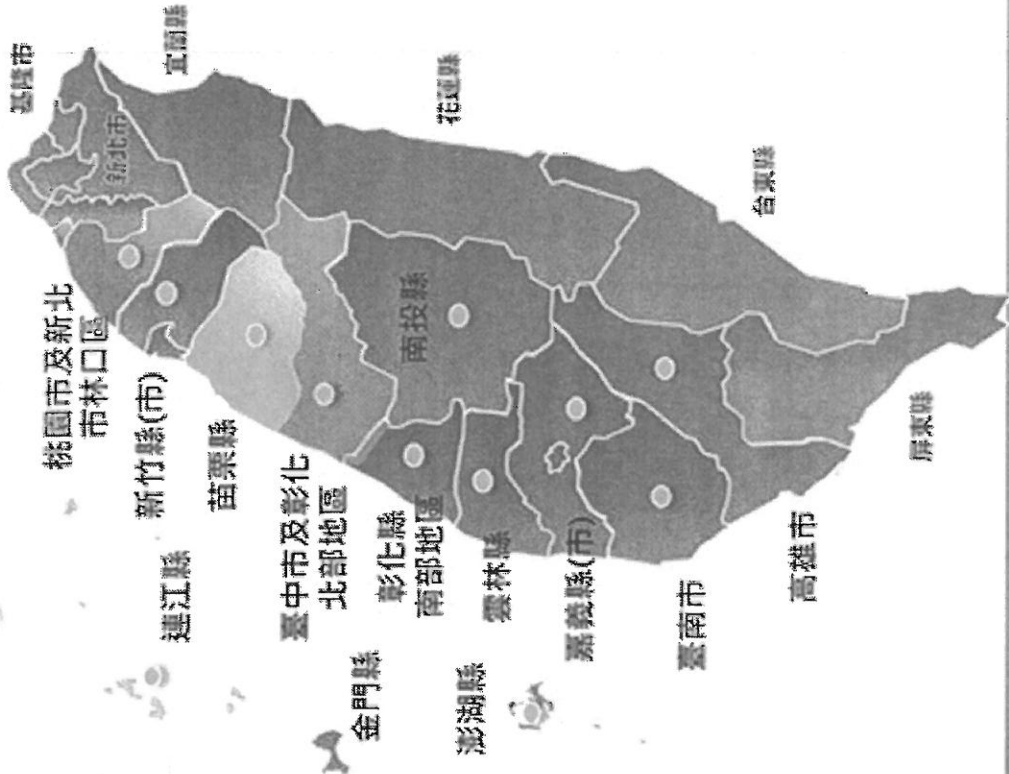 基隆市
宜蘭縣
新北市
花蓮縣
台東縣
屏東縣
桃園市及新北
市林口區
新竹縣(市)
苗栗縣
臺中市及彰化
北部地區
南投縣
彰化縣
南部地區
雲林縣
嘉義縣(市)
臺南市
高雄市
連江縣
金門縣
澎湖縣